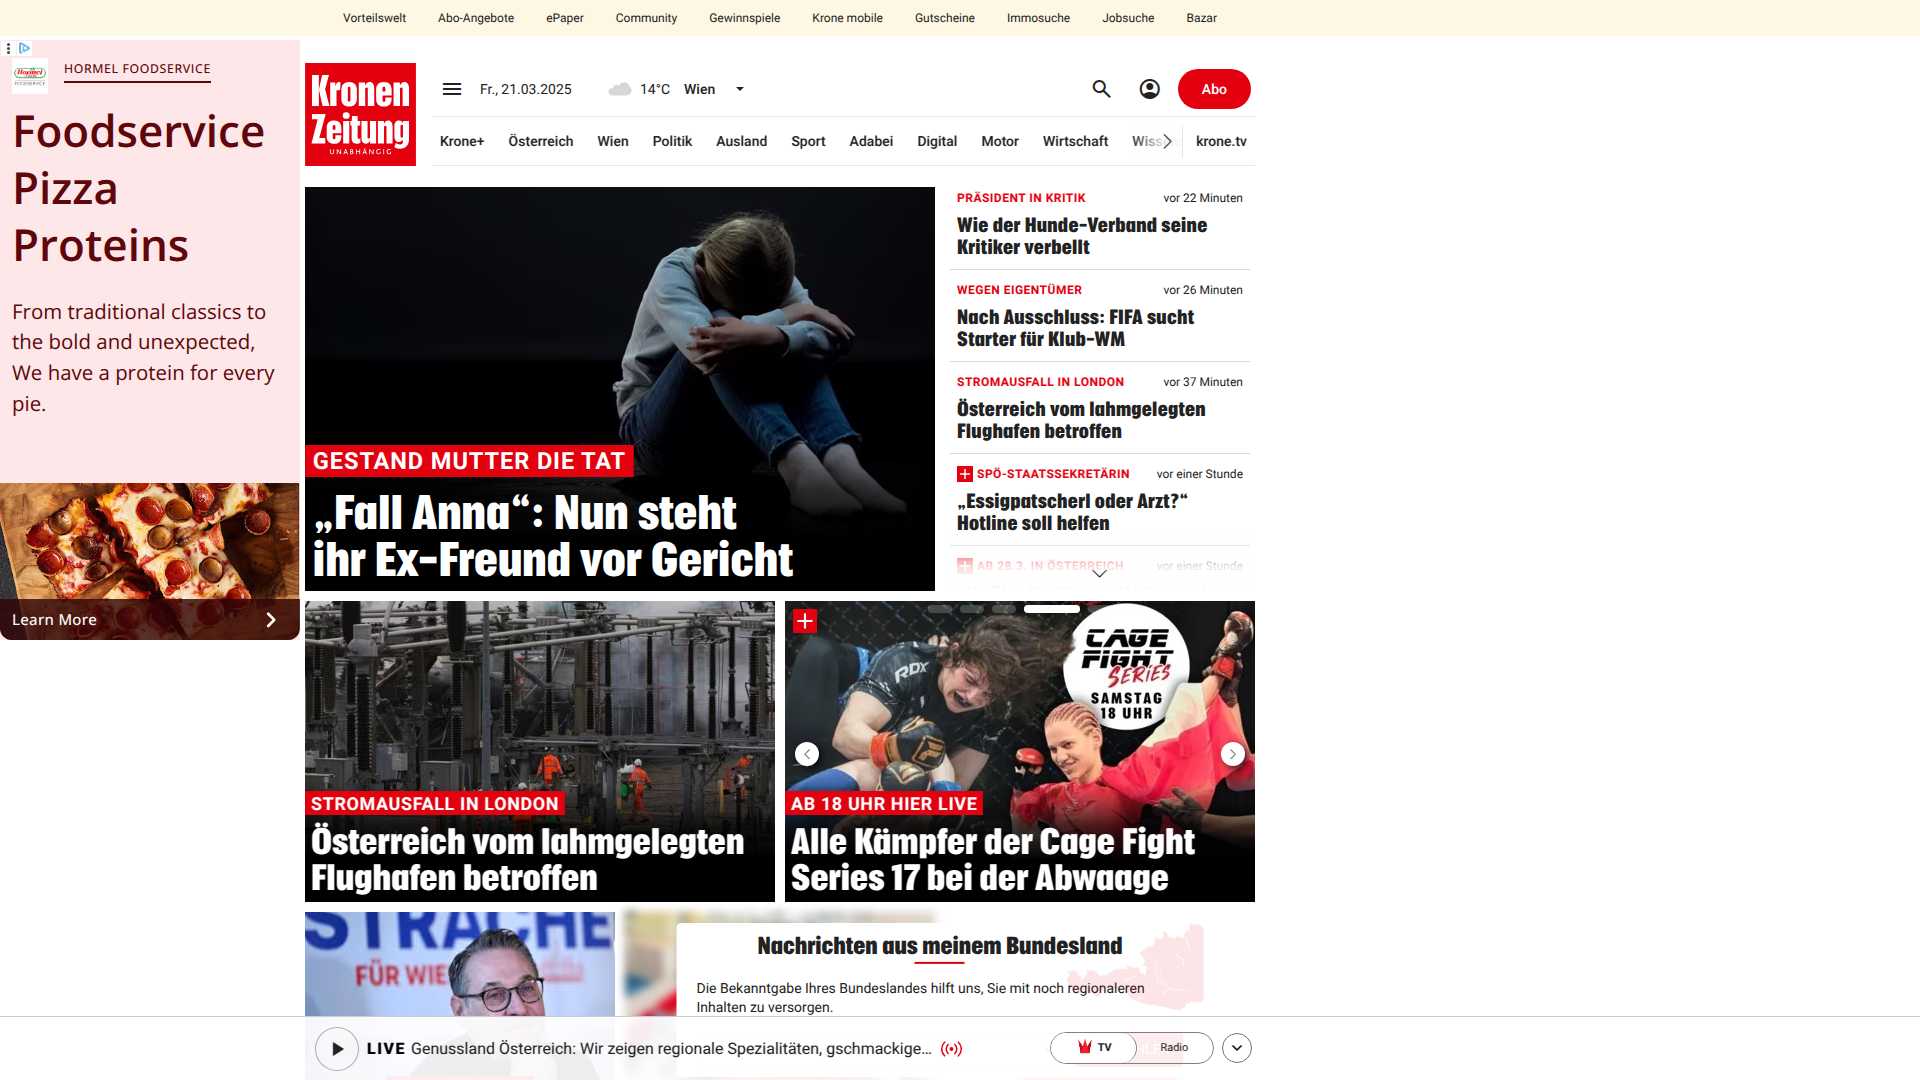 Vorteilswelt Abo-Angebote ePaper Community Gewinnspiele Krone mobile Gutscheine Immosuche Jobsuche Bazar
Hormel
FOODSERVICE
HORMEL FOODSERVICE
Foodservice
Pizza
Proteins
From traditional classics to
the bold and unexpected,
We have a protein for every
pie.
Learn More
Kronen
Zeitung
UNABHÄNGIG
Fr., 21.03.2025 14°C Wien
Abo
Krone+ Österreich Wien Politik Ausland Sport Adabei Digital Motor Wirtschaft Wiss krone.tv
GESTAND MUTTER DIE TAT
„Fall Anna“: Nun steht
ihr Ex-Freund vor Gericht
PRÄSIDENT IN KRITIK vor 22 Minuten
Wie der Hunde-Verband seine
Kritiker verbellt
WEGEN EIGENTÜMER vor 26 Minuten
Nach Ausschluss: FIFA sucht
Starter für Klub-WM
STROMAUSFALL IN LONDON vor 37 Minuten
Österreich vom lahmgelegten
Flughafen betroffen
SPÖ-STAATSSEKRETÄRIN vor einer Stunde
„Essigpatscherl oder Arzt?“
Hotline soll helfen
AB 28.3. IN ÖSTERREICH vor einer Stunde
STROMAUSFALL IN LONDON
Österreich vom lahmgelegten
Flughafen betroffen
RDX
CAGE
FIGHT
SERIES
SAMSTAG
18 UHR
AB 18 UHR HIER LIVE
Alle Kämpfer der Cage Fight
Series 17 bei der Abwaage
STRACHE
FÜR WIE
Nachrichten aus meinem Bundesland
Die Bekanntgabe Ihres Bundeslandes hilft uns, Sie mit noch regionaleren
Inhalten zu versorgen.
LIVE Genussland Österreich: Wir zeigen regionale Spezialitäten, gschmackige...
TV Radio